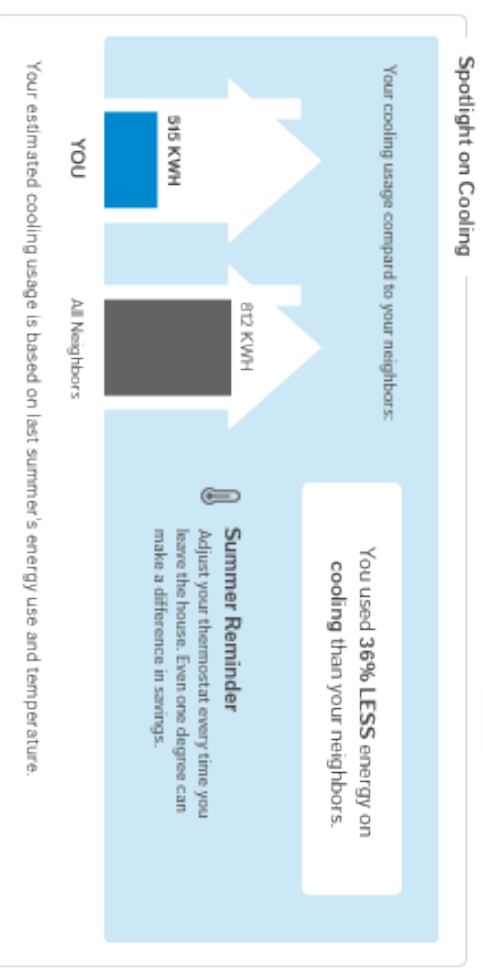 Spotlight on Cooling
Your cooling usage compard to your neighbors:
515 KWH
YOU
812 KWH
All Neighbors
You used 36% LESS energy on
cooling than your neighbors.
Summer Reminder
Adjust your thermostat every time you
leave the house. Even one degree can
make a difference in savings.
Your estimated cooling usage is based on last summer's energy use and temperature.